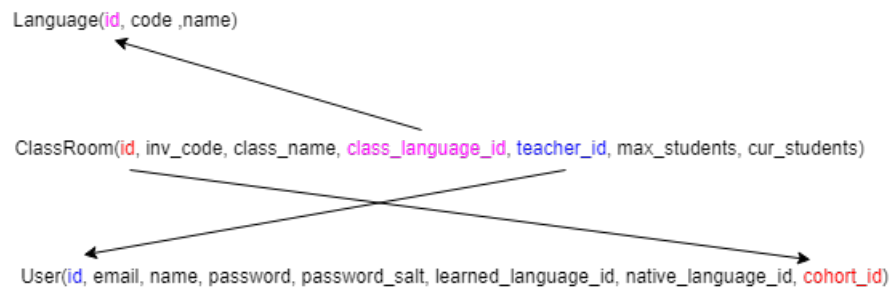 Language(id, code ,name)
ClassRoom(id, inv_code, class_name, class_language_id, teacher_id, max_students, cur_students)
User(id, email, name, password, password_salt, learned_language_id, native_language_id, cohort_id)